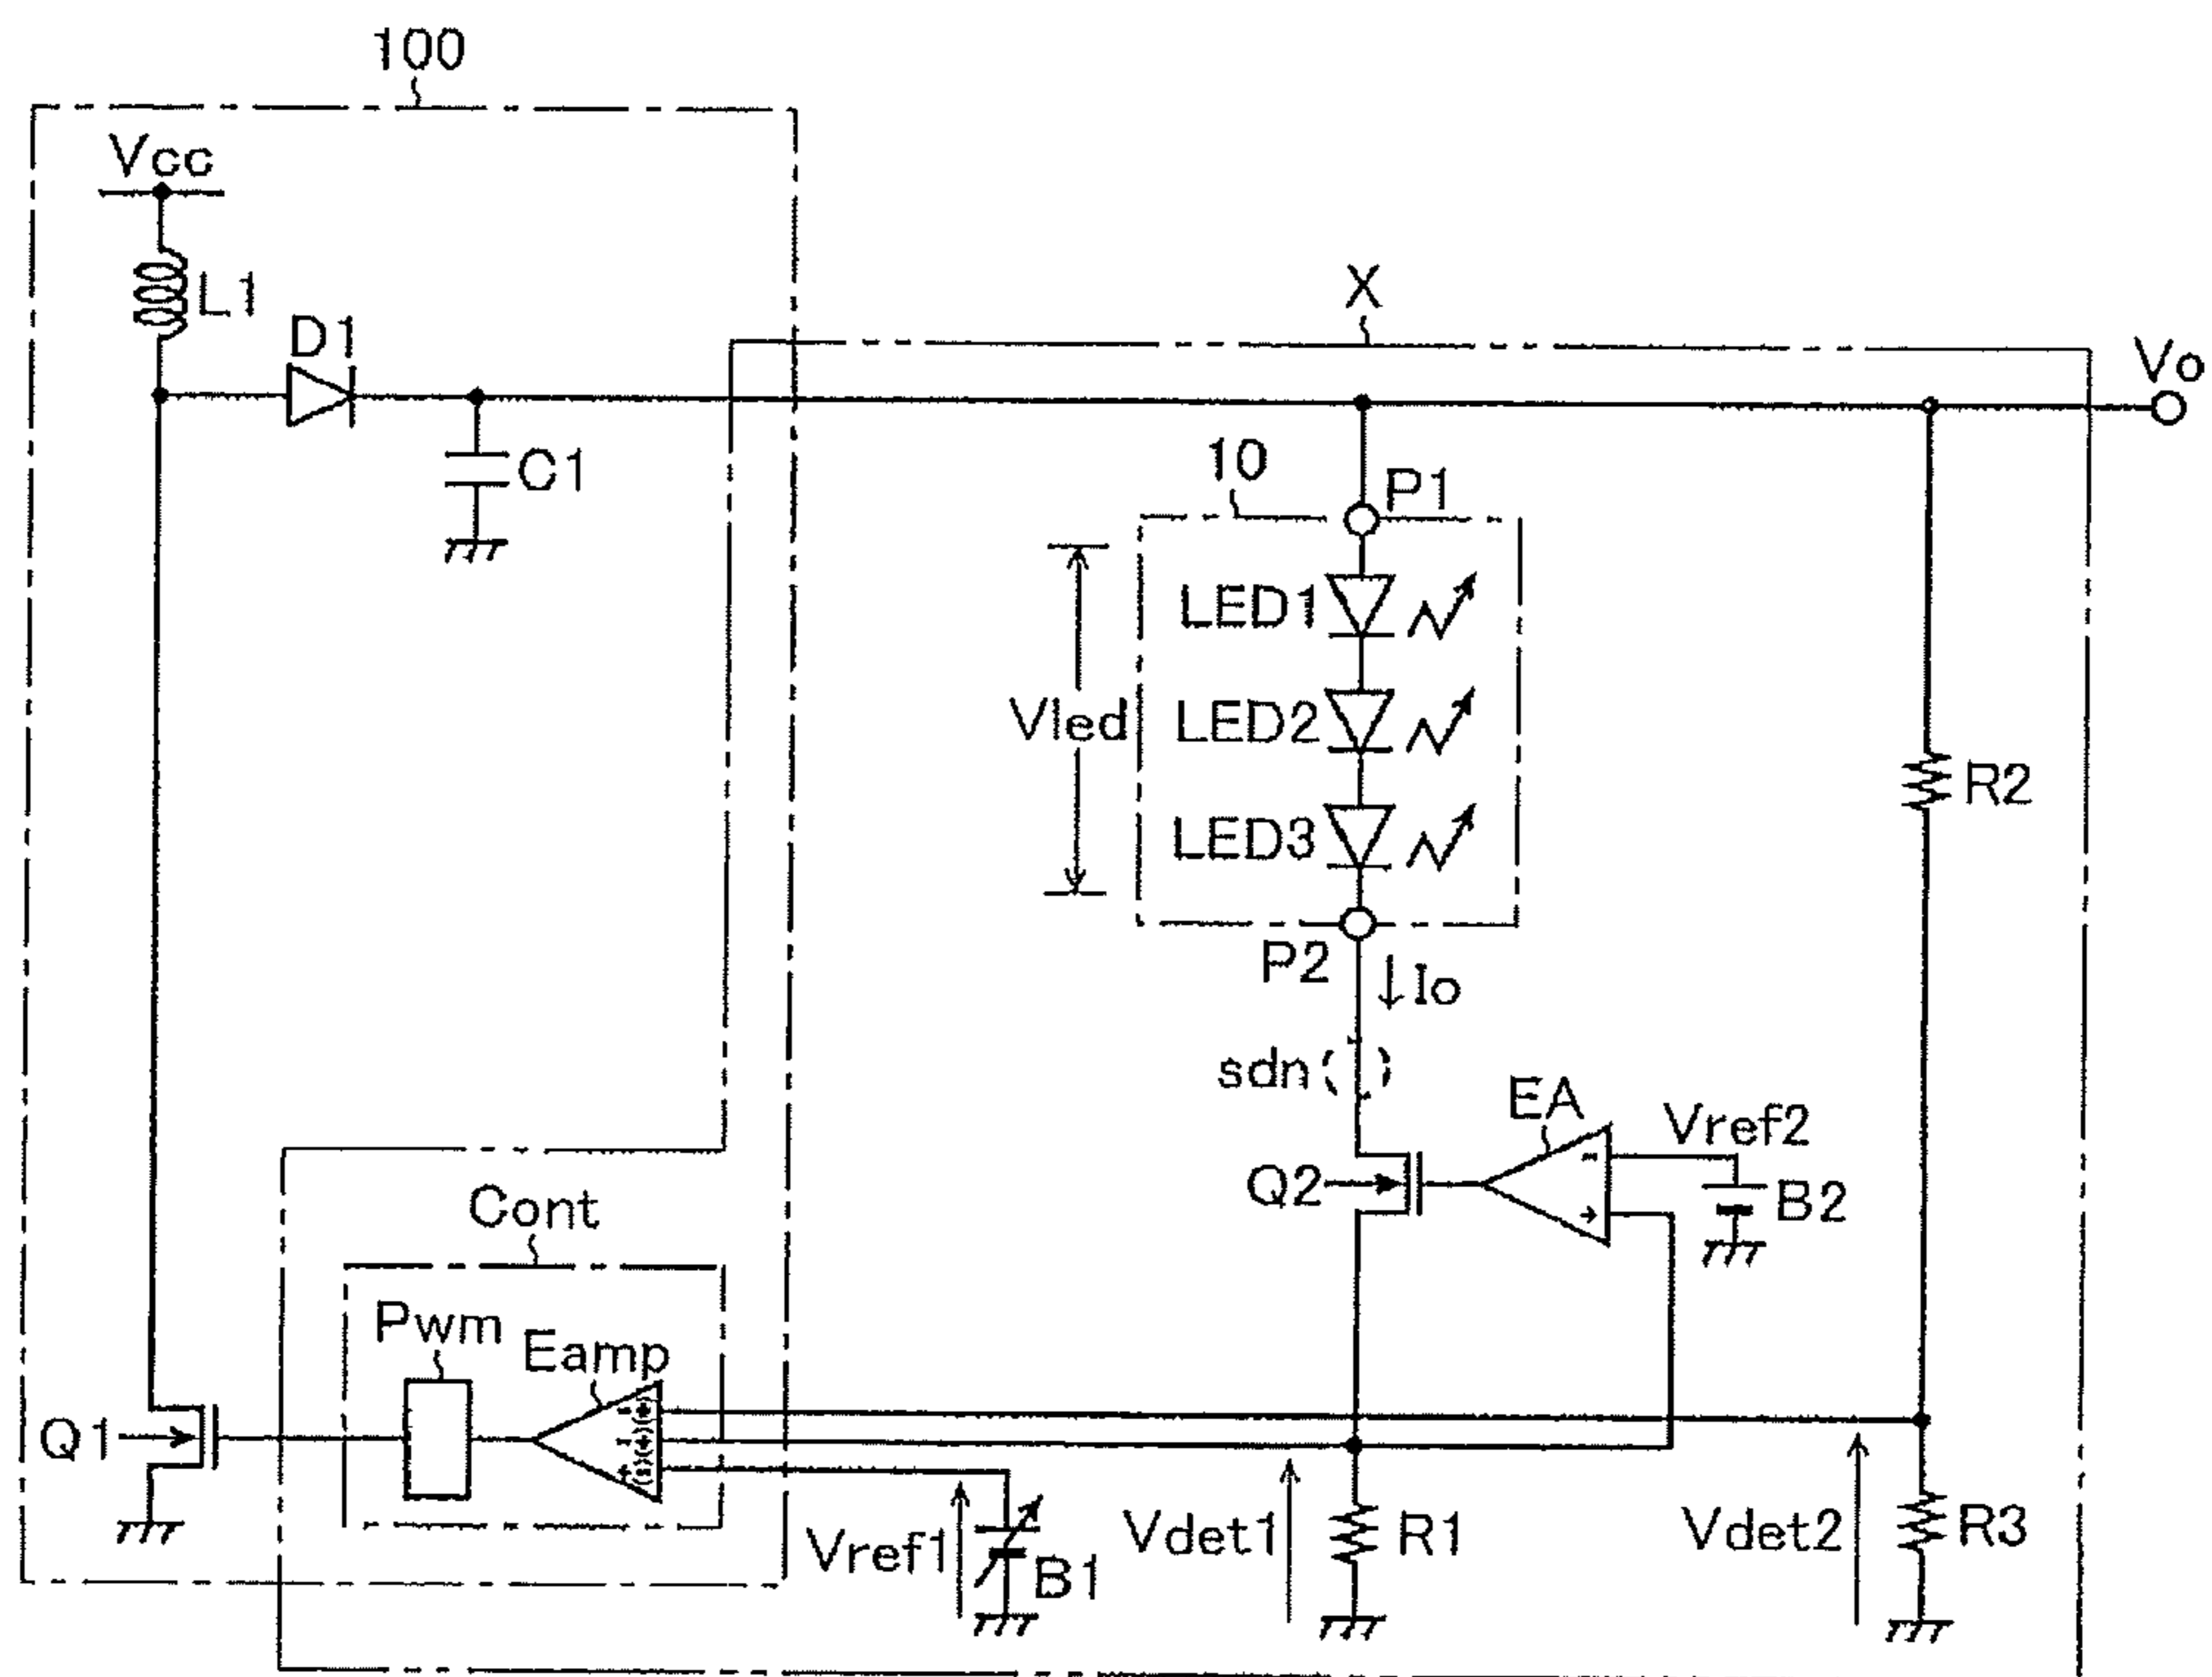 100
Vcc
L1
D1
C1
X
Vo
10
P1
LED1
Vled
LED2
LED3
R2
P2
Io
sdn
EA
Vref2
Q2
B2
Cont
Pwm
Eamp
Q1
Vref1
B1
Vdet1
R1
Vdet2
R3